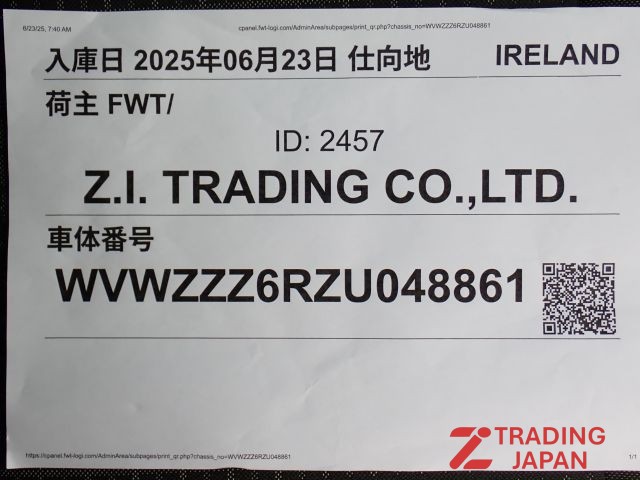 6/23/25, 7:40 AM
cpanel.fwt-logi.com/AdminArea/subpages/print_qr.php?chassis_no=WVWZZZ6RZU048861
入庫日 2025年06月23日 仕向地 IRELAND
荷主 FWT/
ID: 2457
Z.I. TRADING CO.,LTD.
車体番号
WVWZZZ6RZU048861
https://cpanel.fwt-logi.com/AdminArea/subpages/print_qr.php?chassis_no=WVWZZZ6RZU048861
1/1
TRADING
JAPAN